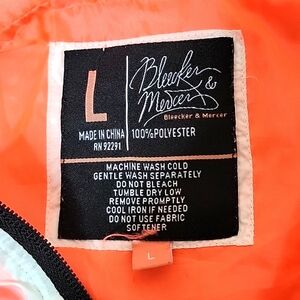 L
Bleecker
& Mercer
Bleecker & Mercer
MADE IN CHINA
RN 92291
100%POLYESTER
MACHINE WASH COLD
GENTLE WASH SEPARATELY
DO NOT BLEACH
TUMBLE DRY LOW
REMOVE PROMPTLY
COOL IRON IF NEEDED
DO NOT USE FABRIC
SOFTENER
L